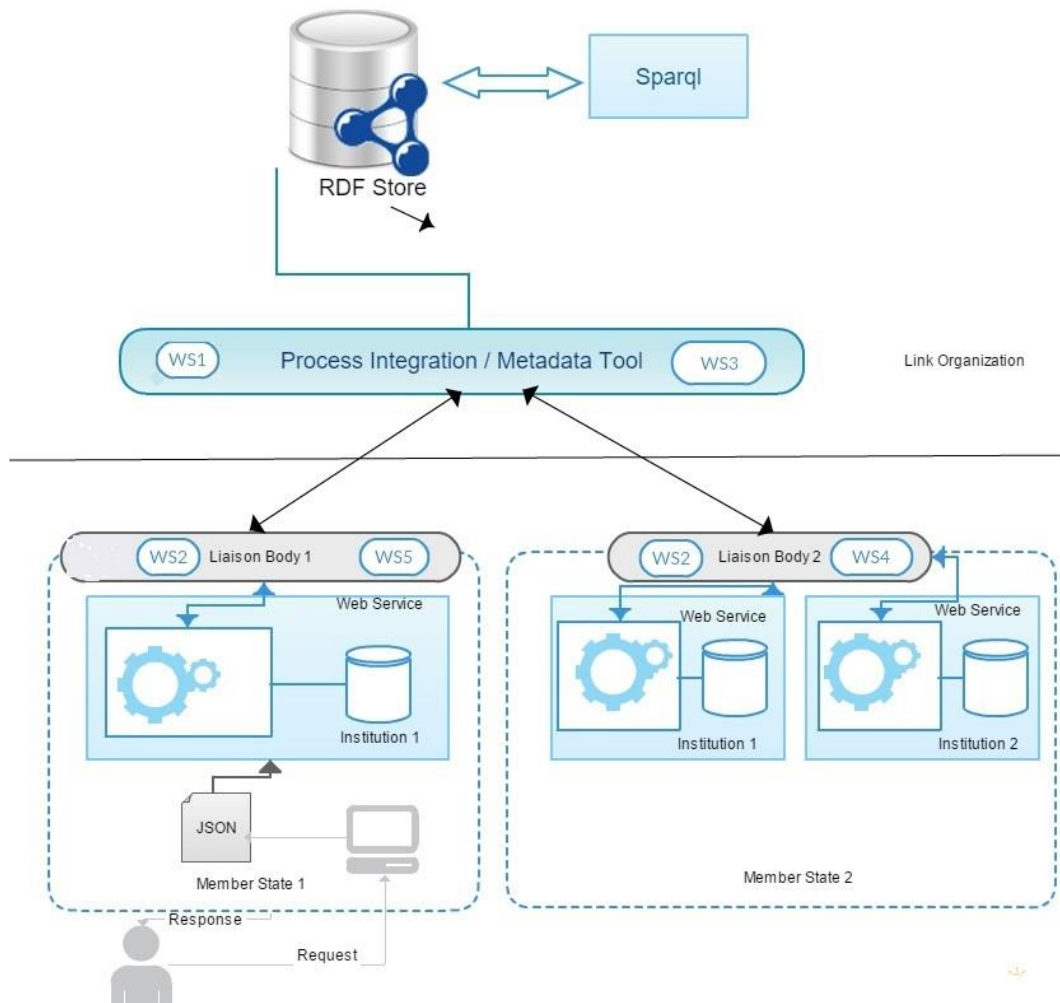 Sparql
RDF Store
WS1
Process Integration / Metadata Tool
WS3
Link Organization
WS2
Liaison Body 1
WS5
WS2
Liaison Body 2
WS4
Web Service
Web Service
Web Service
Institution 1
Institution 1
Institution 2
JSON
Member State 1
Member State 2
Response
Request